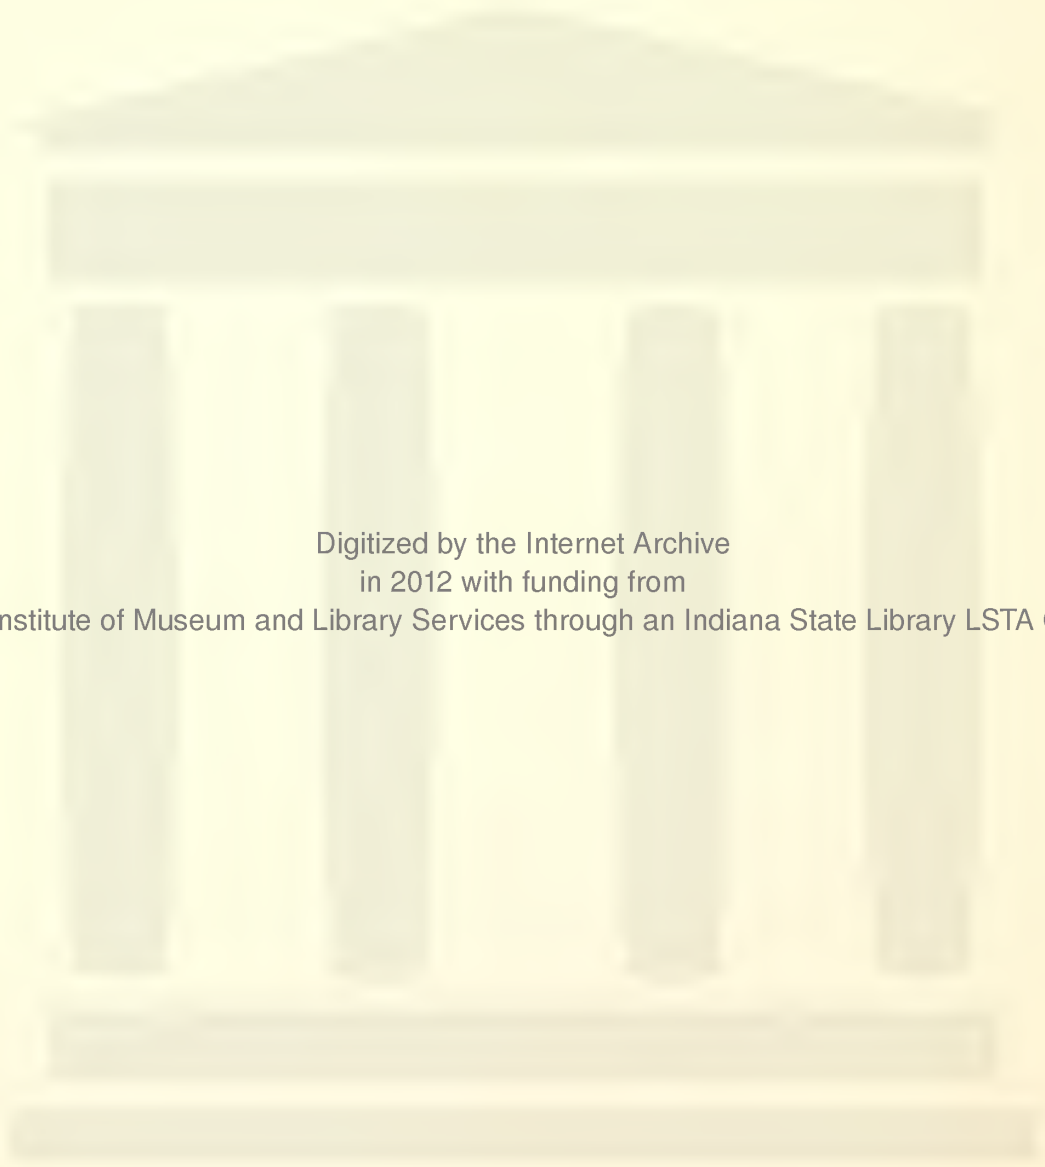 Digitized by the Internet Archive
in 2012 with funding from
nstitute of Museum and Library Services through an Indiana State Library LSTA